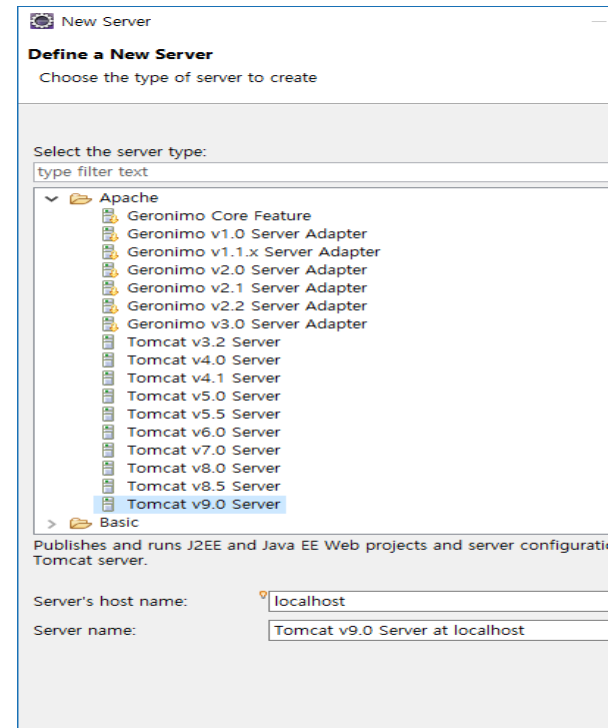 New Server
Define a New Server
Choose the type of server to create
Select the server type:
type filter text
Apache
Geronimo Core Feature
Geronimo v1.0 Server Adapter
Geronimo v1.1.x Server Adapter
Geronimo v2.0 Server Adapter
Geronimo v2.1 Server Adapter
Geronimo v2.2 Server Adapter
Geronimo v3.0 Server Adapter
Tomcat v3.2 Server
Tomcat v4.0 Server
Tomcat v4.1 Server
Tomcat v5.0 Server
Tomcat v5.5 Server
Tomcat v6.0 Server
Tomcat v7.0 Server
Tomcat v8.0 Server
Tomcat v8.5 Server
Tomcat v9.0 Server
Basic
Publishes and runs J2EE and Java EE Web projects and server configurati
Tomcat server.
Server's host name: localhost
Server name: Tomcat v9.0 Server at localhost